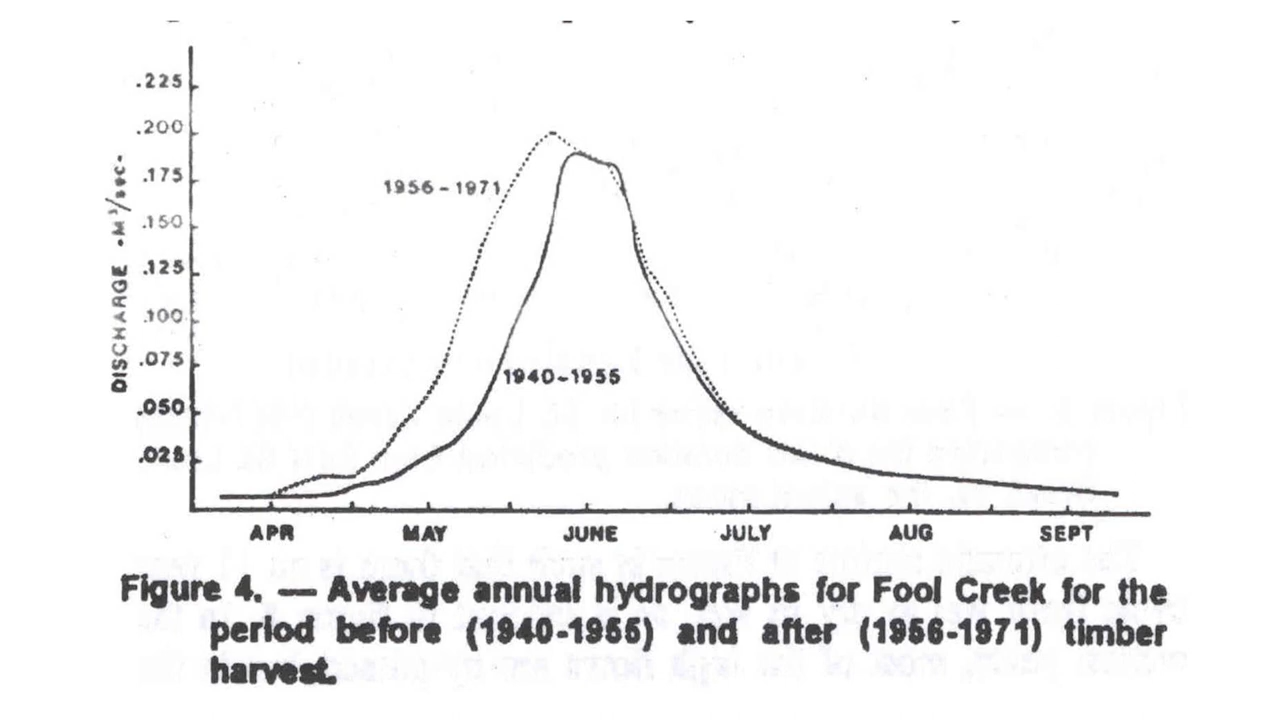 .225
.200
.175
.150
.125
.100
.075
.050
.025
DISCHARGE -M³/sec-
1956-1971
1940-1955
APR MAY JUNE JULY AUG SEPT
Figure 4. — Average annual hydrographs for Fool Creek for the
period before (1940-1955) and after (1956-1971) timber
harvest.